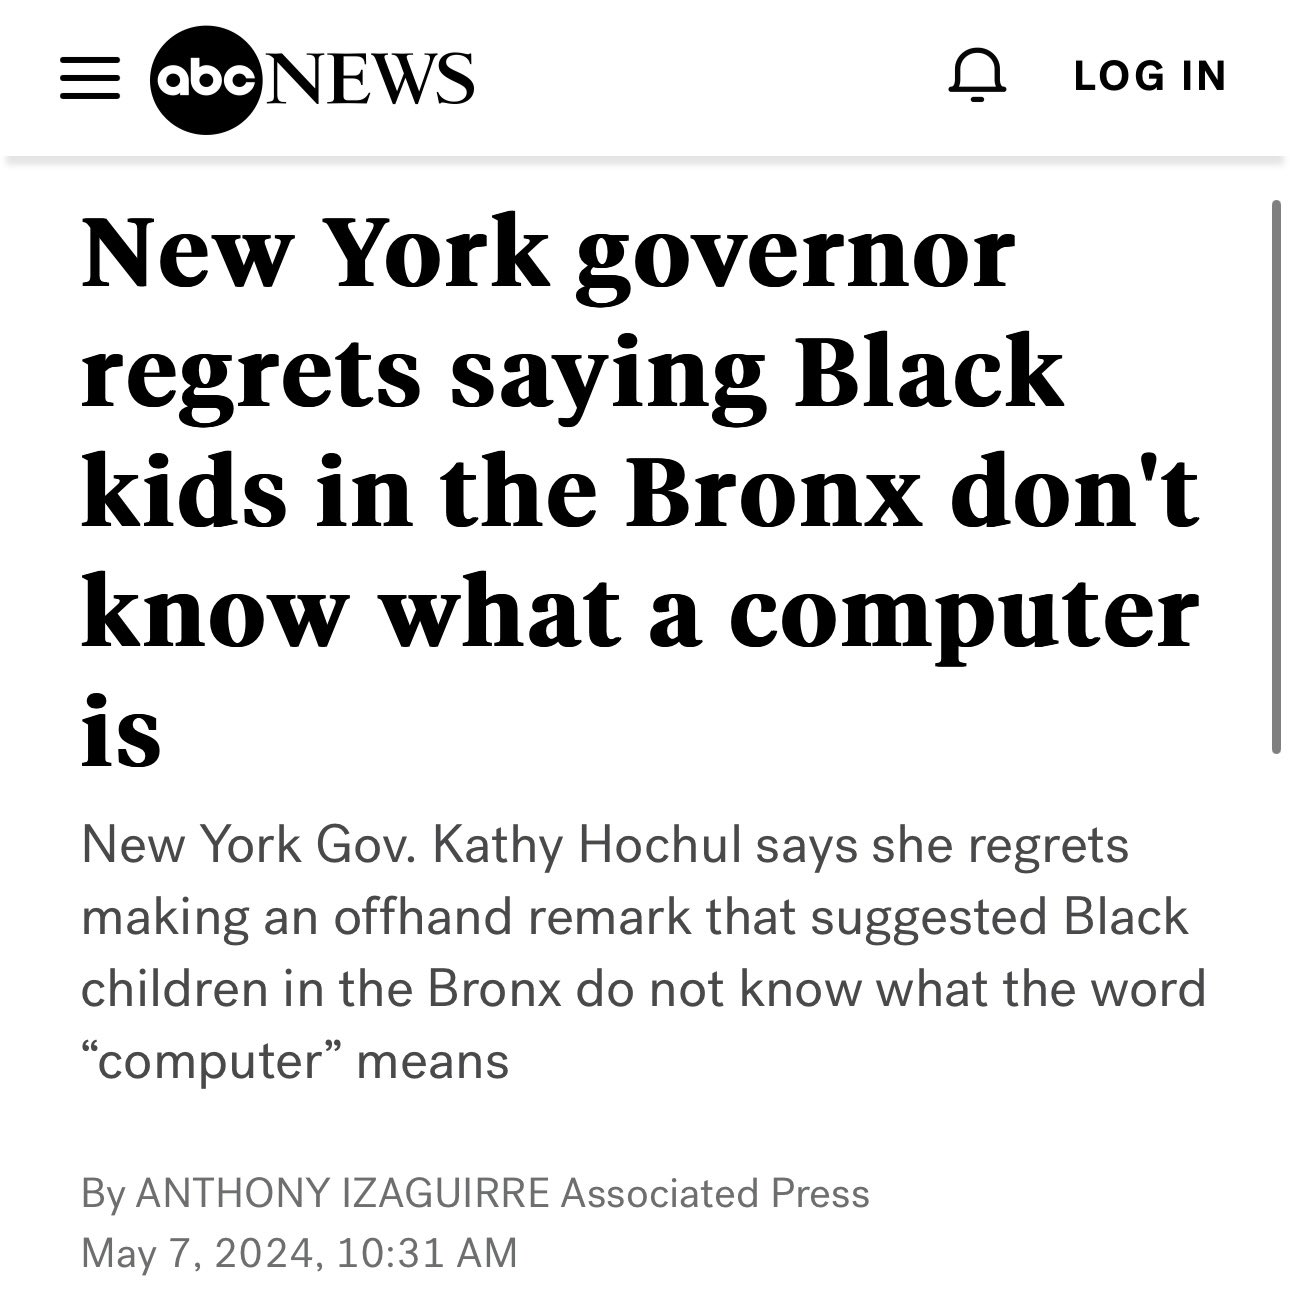 abc NEWS LOG IN
New York governor
regrets saying Black
kids in the Bronx don't
know what a computer
is
New York Gov. Kathy Hochul says she regrets
making an offhand remark that suggested Black
children in the Bronx do not know what the word
“computer” means
By ANTHONY IZAGUIRRE Associated Press
May 7, 2024, 10:31 AM